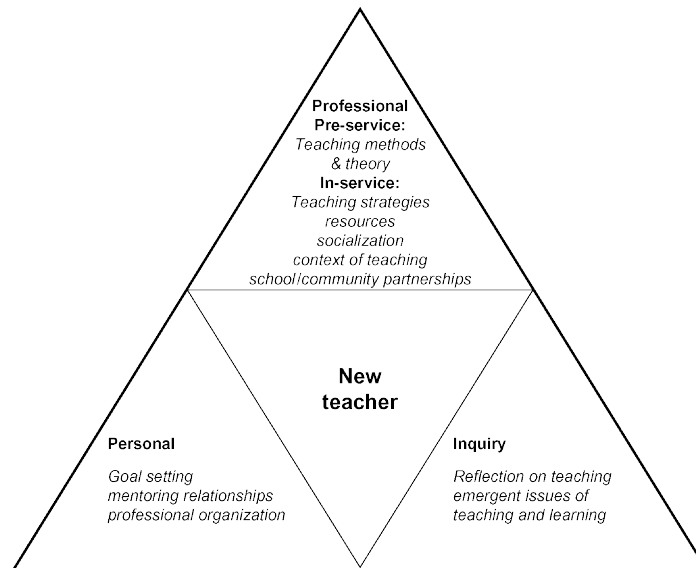 Professional
Pre-service:
Teaching methods
& theory
In-service:
Teaching strategies
resources
socialization
context of teaching
school/community partnerships
New
teacher
Personal
Goal setting
mentoring relationships
professional organization
Inquiry
Reflection on teaching
emergent issues of
teaching and learning